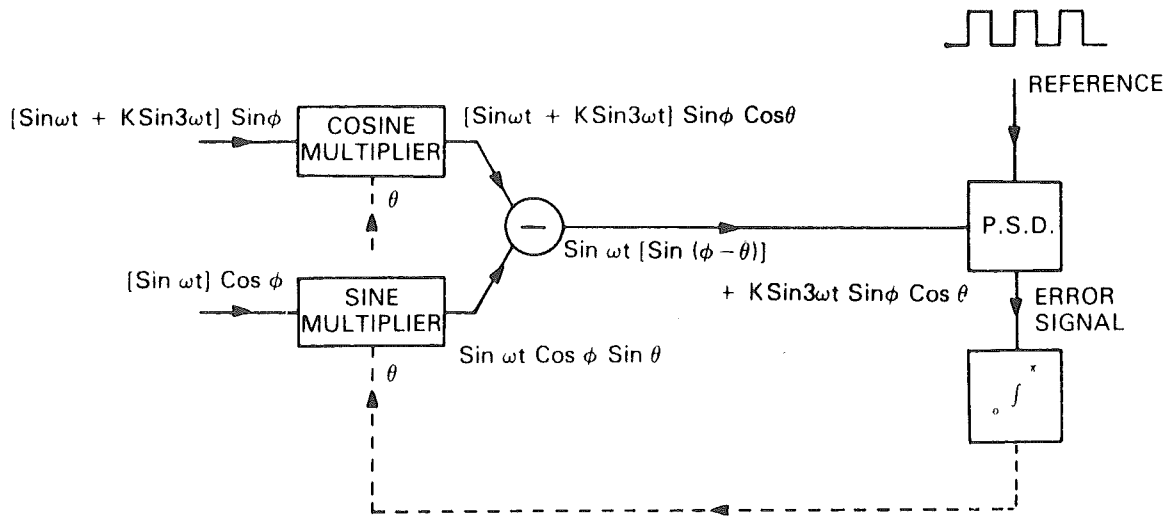 REFERENCE
[Sinωt + KSin3ωt] Sinϕ
COSINE
MULTIPLIER
[Sinωt + KSin3ωt] Sinϕ Cosθ
θ
P.S.D.
—
Sin ωt [Sin (ϕ – θ)]
+ KSin3ωt Sinϕ Cos θ
[Sin ωt] Cos ϕ
SINE
MULTIPLIER
Sin ωt Cos ϕ Sin θ
θ
ERROR
SIGNAL
o ∫ π